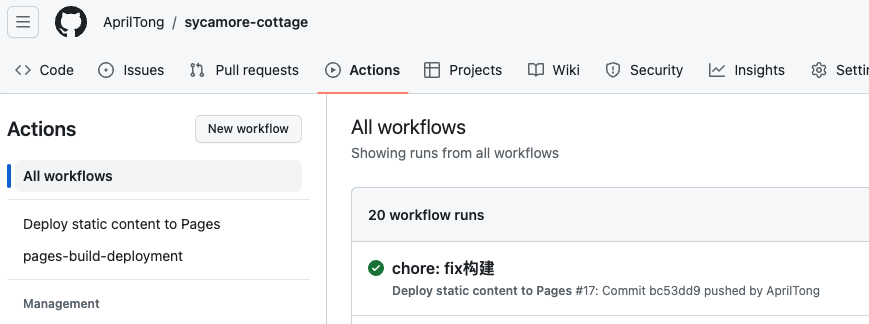 AprilTong / sycamore-cottage
Code Issues Pull requests Actions Projects Wiki Security Insights
Actions
New workflow
All workflows
Deploy static content to Pages
pages-build-deployment
Management
All workflows
Showing runs from all workflows
20 workflow runs
chore: fix构建
Deploy static content to Pages #17: Commit bc53dd9 pushed by AprilTong